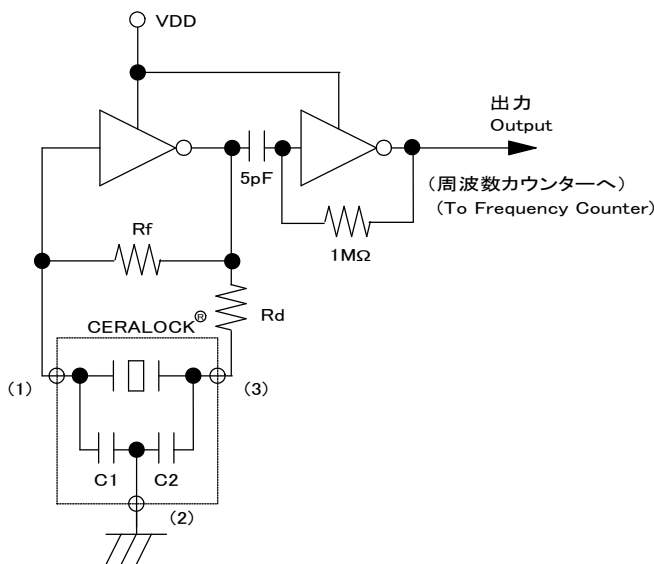 VDD
出力
Output
5pF
(周波数カウンターへ)
(To Frequency Counter)
Rf
1MΩ
Rd
CERALOCK®
(1)
(3)
C1
C2
(2)